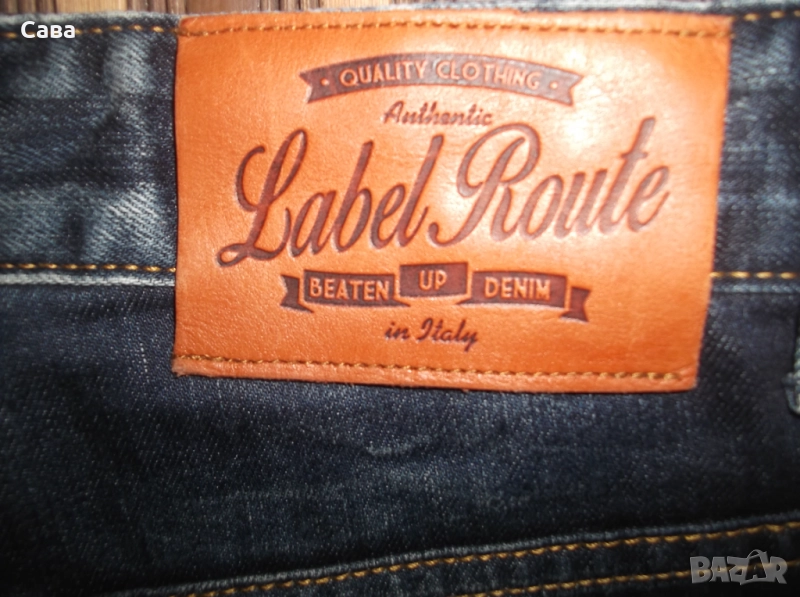 Сава
· QUALITY CLOTHING ·
Authentic
Label Route
BEATEN UP DENIM
in Italy
BAZAR